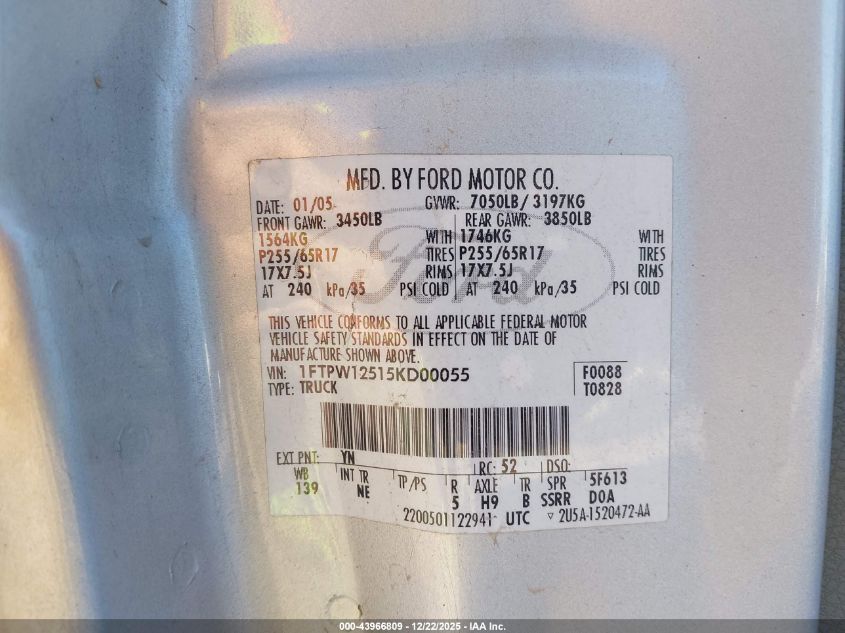 MFD. BY FORD MOTOR CO.
DATE: 01/05 GVWR: 7050LB/ 3197KG
FRONT GAWR: 3450LB REAR GAWR: 3850LB
1564KG WITH 1746KG WITH
P255/65R17 TIRES P255/65R17 TIRES
17X7.5J RIMS 17X7.5J RIMS
AT 240 kPa/35 PSI COLD AT 240 kPa/35 PSI COLD
Ford
THIS VEHICLE CONFORMS TO ALL APPLICABLE FEDERAL MOTOR
VEHICLE SAFETY STANDARDS IN EFFECT ON THE DATE OF
MANUFACTURE SHOWN ABOVE.
VIN: 1FTPW12515KD00055 F0088
TYPE: TRUCK T0828
EXT PNT: YN RC: 52 DSO:
WB INT TR TP/PS R AXLE TR SPR 5F613
139 NE 5 H9 B SSRR DOA
2200501122941 UTC ▽ 2U5A-1520472-AA
000-43966809 - 12/22/2025 - IAA Inc.